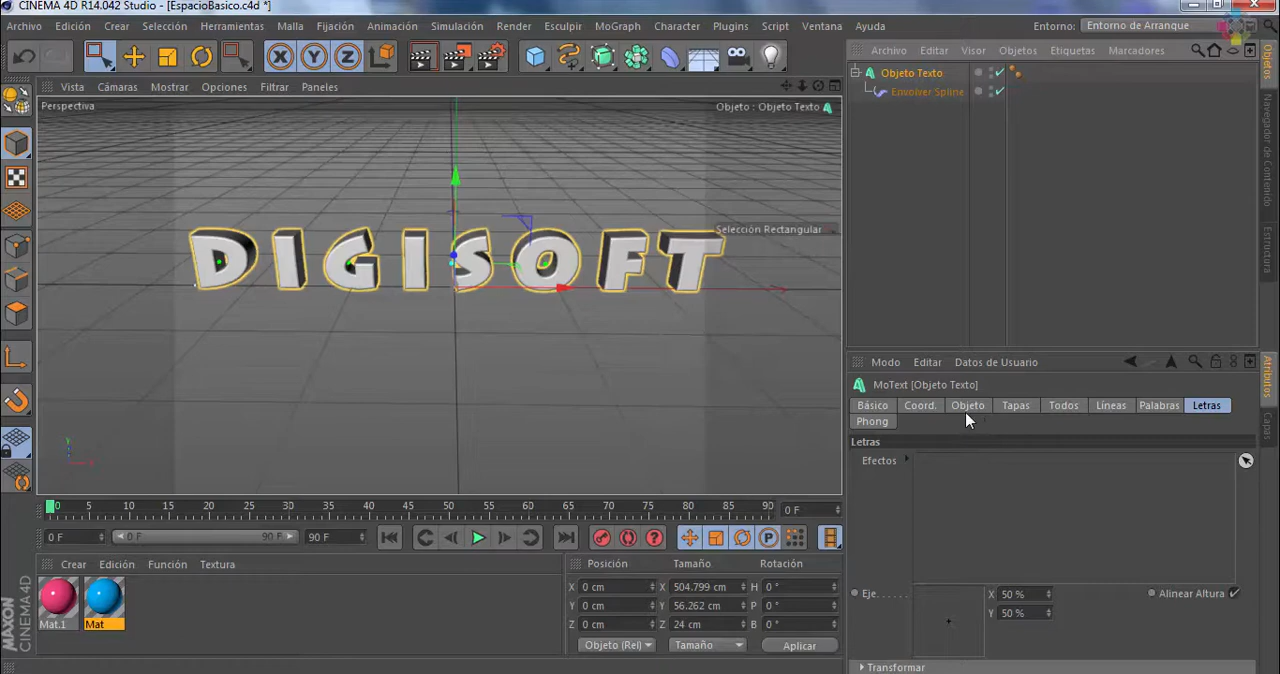 CINEMA 4D R14.042 Studio - [EspacioBasico.c4d *]
Archivo Edición Crear Selección Herramientas Malla Fijación Animación Simulación Render Esculpir MoGraph Character Plugins Script Ventana Ayuda Entorno: Entorno de Arranque
X Y Z
Archivo Editar Visor Objetos Etiquetas Marcadores
Objeto Texto
Envolver Spline
Vista Cámaras Mostrar Opciones Filtrar Paneles
Perspectiva
Objeto : Objeto Texto
Selección Rectangular
DIGISOFT
Y
Objetos
Navegador de Contenido
Estructura
Atributos
Capas
Modo Editar Datos de Usuario
MoText [Objeto Texto]
Básico Coord. Objeto Tapas Todos Líneas Palabras Letras
Phong
Letras
Efectos
Eje X 50 % Alinear Altura
Y 50 %
Transformar
0 5 10 15 20 25 30 35 40 45 50 55 60 65 70 75 80 85 90 0 F
0 F 0 F 90 F 90 F
P
Crear Edición Función Textura
Mat.1 Mat
Posición Tamaño Rotación
X 0 cm X 504.799 cm H 0 °
Y 0 cm Y 56.262 cm P 0 °
Z 0 cm Z 24 cm B 0 °
Objeto (Rel) Tamaño Aplicar
MAXON
CINEMA 4D